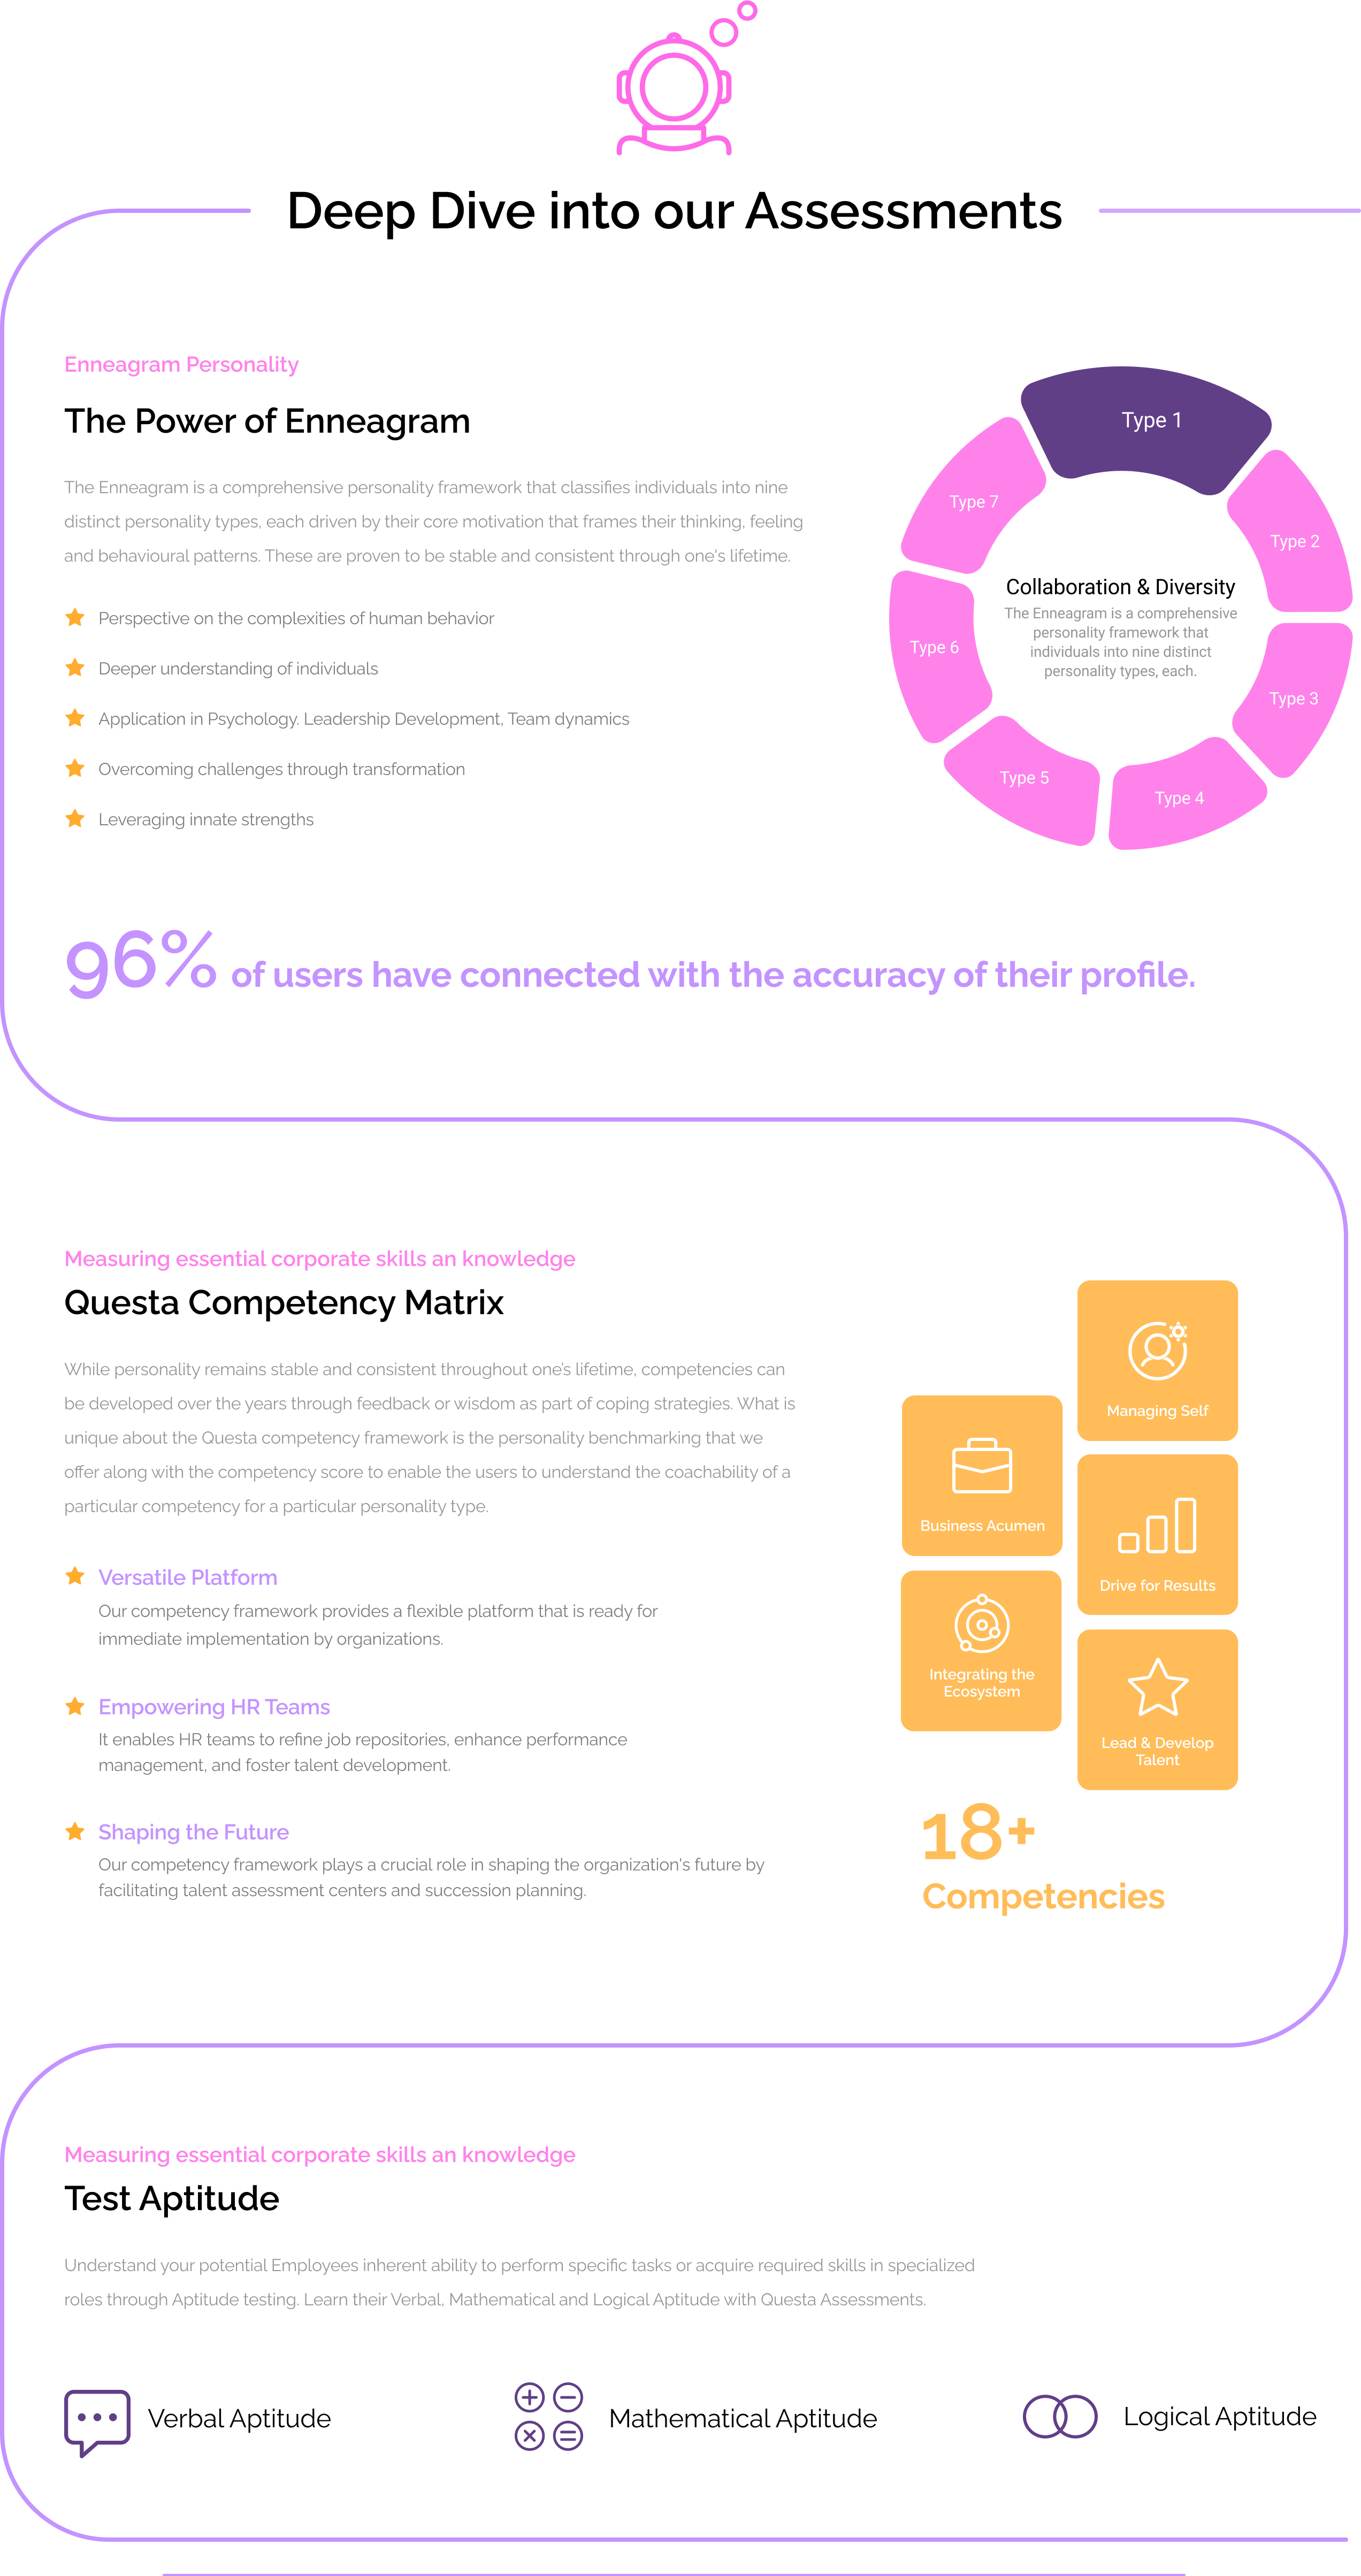 Deep Dive into our Assessments
Enneagram Personality
The Power of Enneagram
The Enneagram is a comprehensive personality framework that classifies individuals into nine
distinct personality types, each driven by their core motivation that frames their thinking, feeling
and behavioural patterns. These are proven to be stable and consistent through one's lifetime.
Perspective on the complexities of human behavior
Deeper understanding of individuals
Application in Psychology. Leadership Development, Team dynamics
Overcoming challenges through transformation
Leveraging innate strengths
Type 1
Type 2
Type 3
Type 4
Type 5
Type 6
Type 7
Collaboration & Diversity
The Enneagram is a comprehensive
personality framework that
individuals into nine distinct
personality types, each.
96% of users have connected with the accuracy of their profile.
Measuring essential corporate skills an knowledge
Questa Competency Matrix
While personality remains stable and consistent throughout one's lifetime, competencies can
be developed over the years through feedback or wisdom as part of coping strategies. What is
unique about the Questa competency framework is the personality benchmarking that we
offer along with the competency score to enable the users to understand the coachability of a
particular competency for a particular personality type.
Versatile Platform
Our competency framework provides a flexible platform that is ready for
immediate implementation by organizations.
Empowering HR Teams
It enables HR teams to refine job repositories, enhance performance
management, and foster talent development.
Shaping the Future
Our competency framework plays a crucial role in shaping the organization's future by
facilitating talent assessment centers and succession planning.
Managing Self
Business Acumen
Drive for Results
Integrating the
Ecosystem
Lead & Develop
Talent
18+
Competencies
Measuring essential corporate skills an knowledge
Test Aptitude
Understand your potential Employees inherent ability to perform specific tasks or acquire required skills in specialized
roles through Aptitude testing. Learn their Verbal, Mathematical and Logical Aptitude with Questa Assessments.
Verbal Aptitude
Mathematical Aptitude
Logical Aptitude